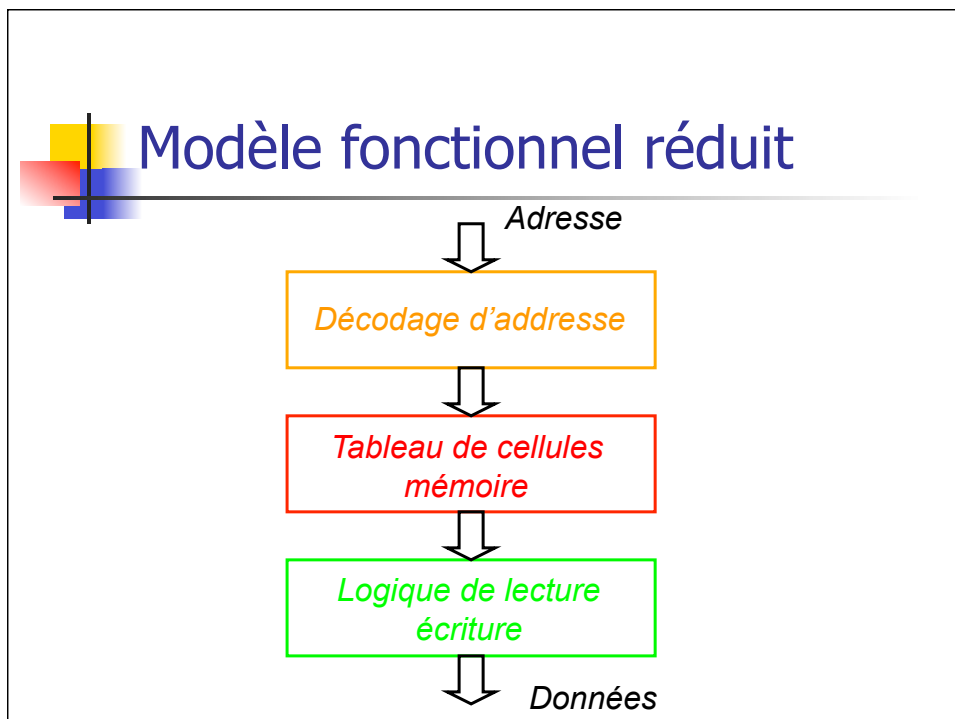 Modèle fonctionnel réduit
Adresse
Décodage d’addresse
Tableau de cellules
mémoire
Logique de lecture
écriture
Données